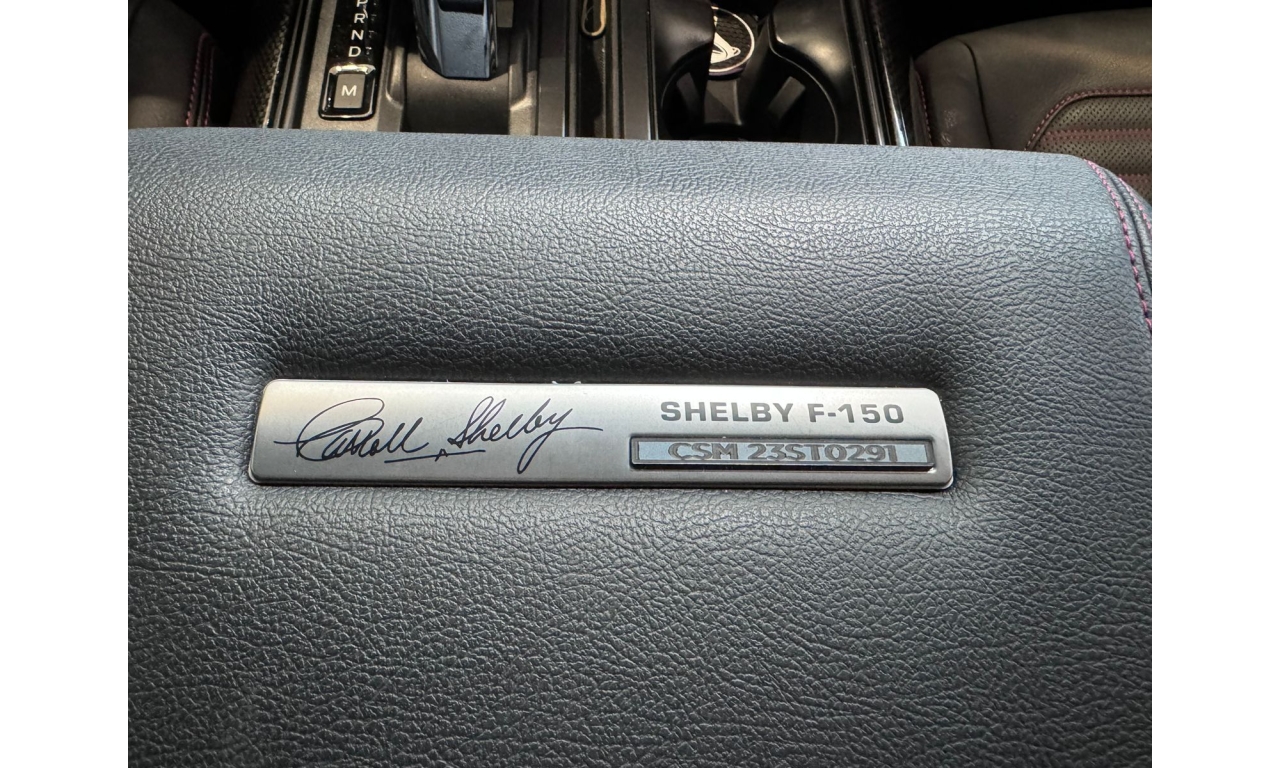 P
R
N
D
M
Carroll Shelby
SHELBY F-150
CSM 23ST0291